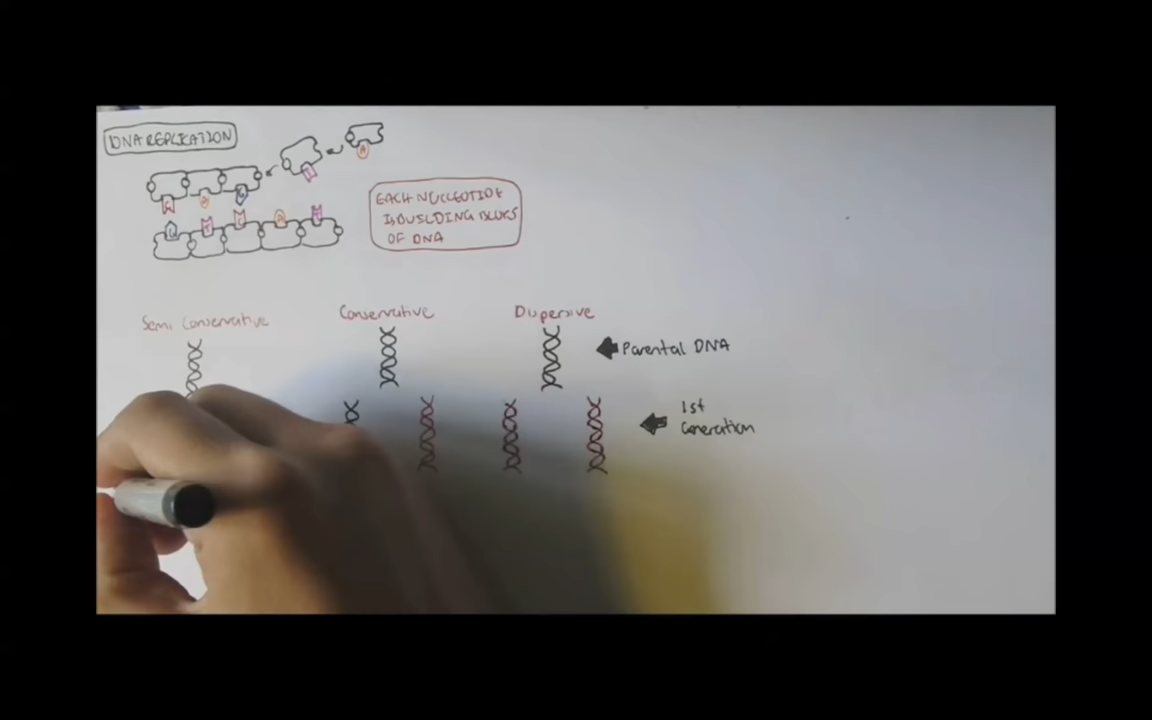 DNA REPLICATION
EACH NUCLEOTIDE
IS BUILDING BLOCKS
OF DNA
Semi Conservative
Conservative
Dispersive
Parental DNA
1st
Generation